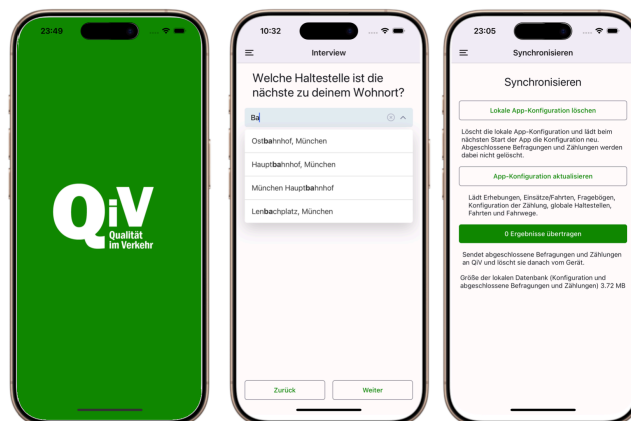 23:49
QiV
Qualität
im Verkehr
10:32
Interview
Welche Haltestelle ist die
nächste zu deinem Wohnort?
Ba
Ostbahnhof, München
Hauptbahnhof, München
München Hauptbahnhof
Lenbachplatz, München
Zurück
Weiter
23:05
Synchronisieren
Synchronisieren
Lokale App-Konfiguration löschen
Löscht die lokale App-Konfiguration und lädt beim
nächsten Start der App die Konfiguration neu.
Abgeschlossene Befragungen und Zählungen werden
dabei nicht gelöscht.
App-Konfiguration aktualisieren
Lädt Erhebungen, Einsätze/Fahrten, Fragebögen,
Konfiguration der Zählung, globale Haltestellen,
Fahrten und Fahrwege.
0 Ergebnisse übertragen
Sendet abgeschlossene Befragungen und Zählungen
an QiV und löscht sie danach vom Gerät.
Größe der lokalen Datenbank (Konfiguration und
abgeschlossene Befragungen und Zählungen) 3.72 MB